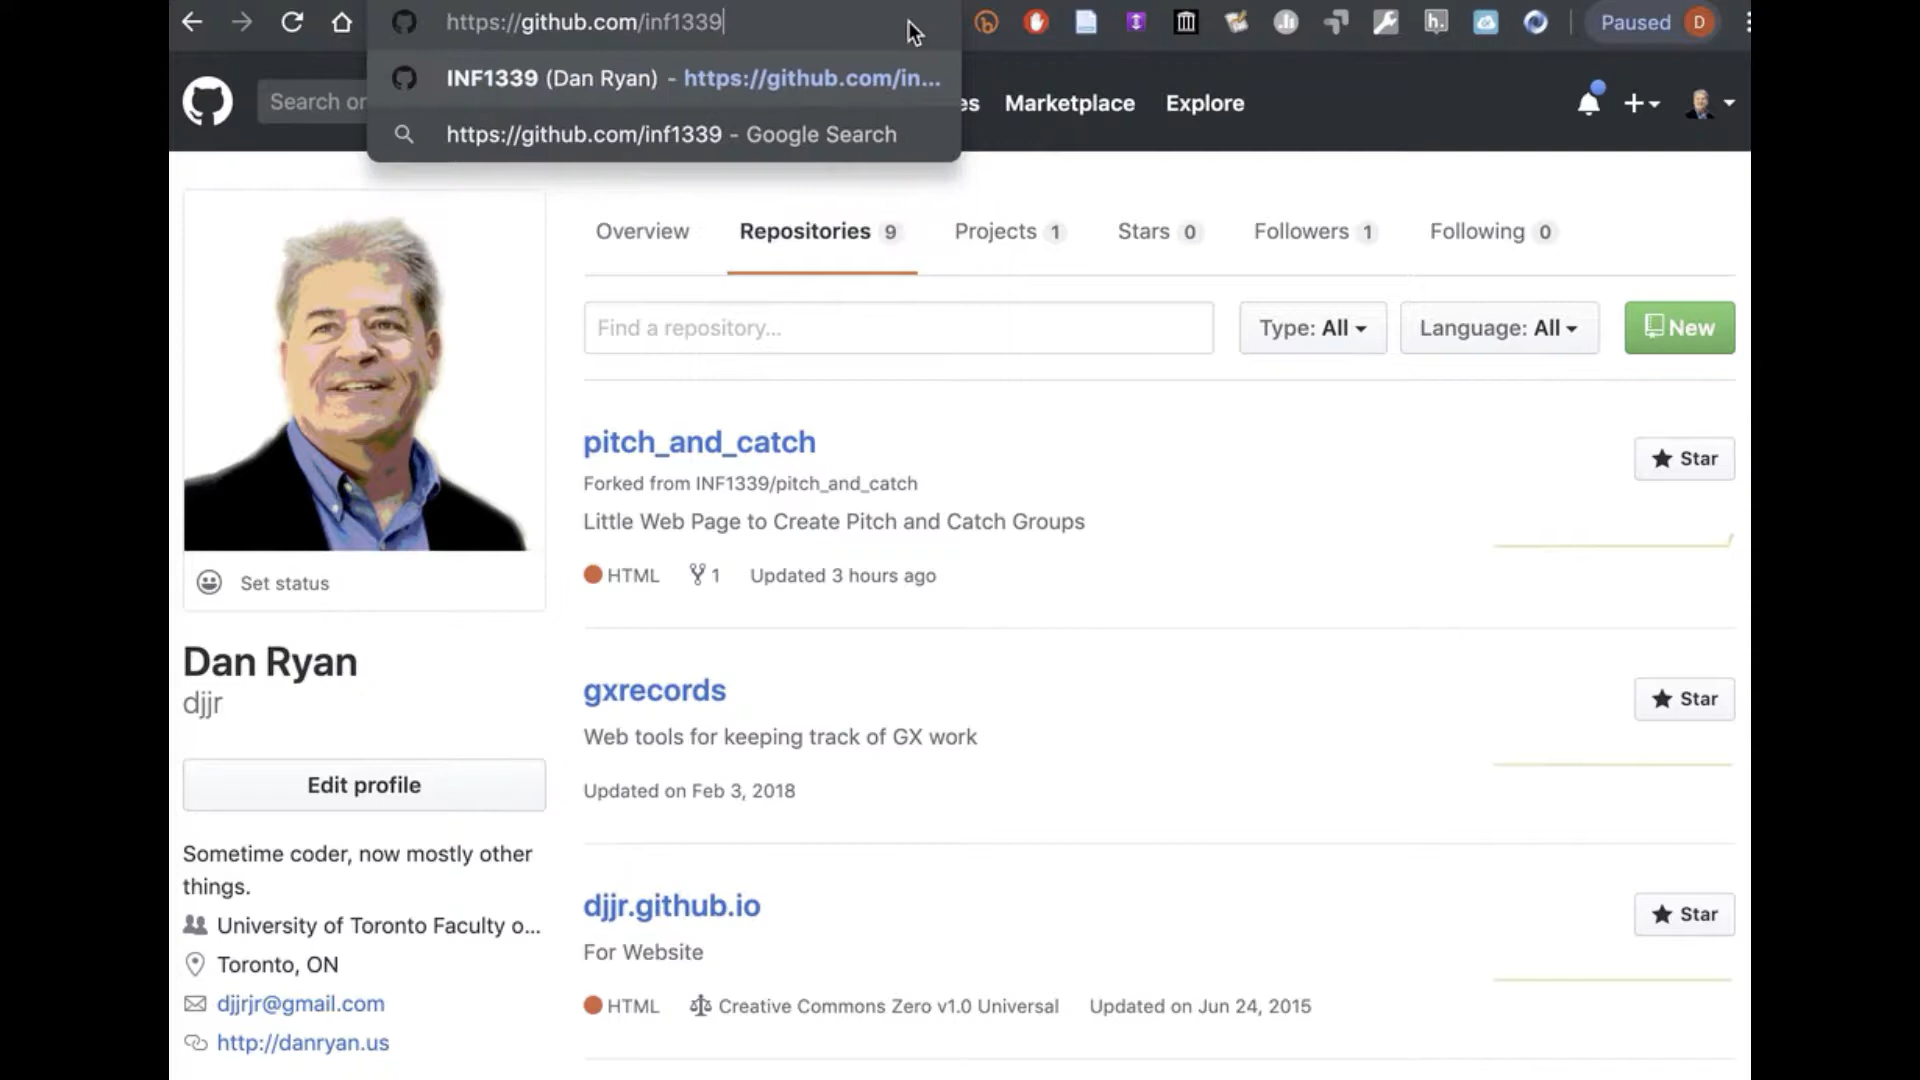 https://github.com/inf1339
Paused D
INF1339 (Dan Ryan) - https://github.com/in...
https://github.com/inf1339 - Google Search
Search or
es Marketplace Explore
Overview Repositories 9 Projects 1 Stars 0 Followers 1 Following 0
Find a repository...
Type: All
Language: All
New
pitch_and_catch
Star
Forked from INF1339/pitch_and_catch
Little Web Page to Create Pitch and Catch Groups
HTML 1 Updated 3 hours ago
Set status
Dan Ryan
djjr
Edit profile
Sometime coder, now mostly other
things.
University of Toronto Faculty o...
Toronto, ON
djjrjr@gmail.com
http://danryan.us
gxrecords
Star
Web tools for keeping track of GX work
Updated on Feb 3, 2018
djjr.github.io
Star
For Website
HTML Creative Commons Zero v1.0 Universal Updated on Jun 24, 2015